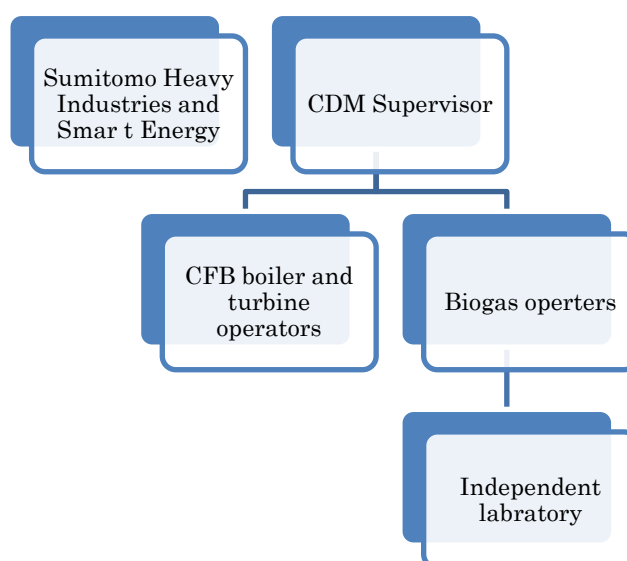 Sumitomo Heavy
Industries and
Smar t Energy
CDM Supervisor
CFB boiler and
turbine
operators
Biogas operters
Independent
labratory